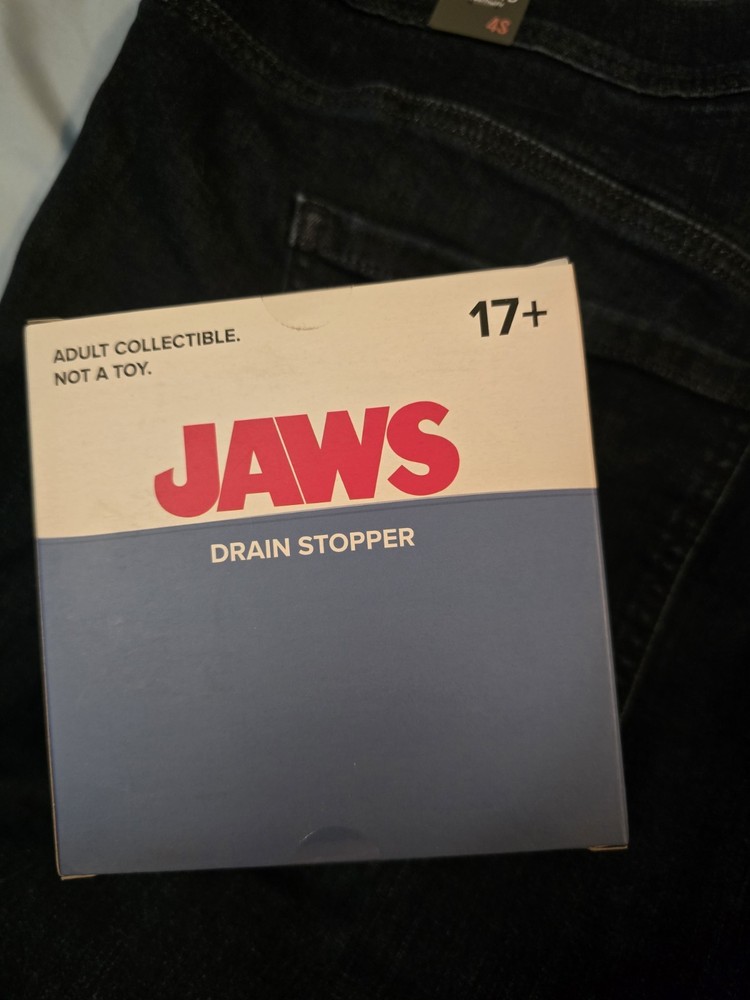 4S
17+
ADULT COLLECTIBLE.
NOT A TOY.
JAWS
DRAIN STOPPER